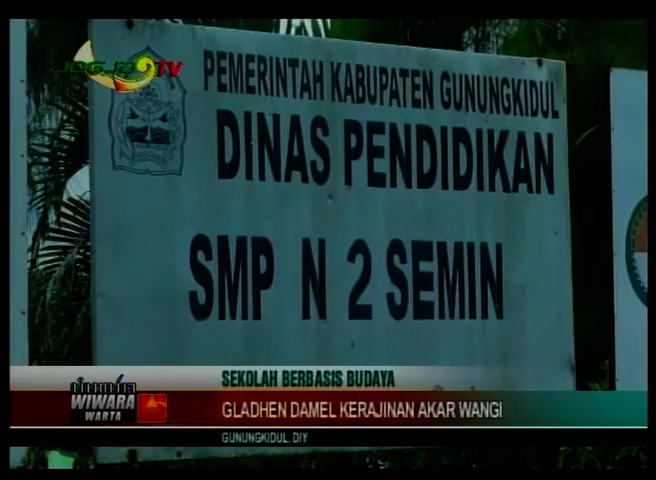 JOGJA TV
PEMERINTAH KABUPATEN GUNUNGKIDUL
DINAS PENDIDIKAN
SMP N 2 SEMIN
SEKOLAH BERBASIS BUDAYA
WIWARA
WARTA
GLADHEN DAMEL KERAJINAN AKAR WANGI
GUNUNGKIDUL, DIY